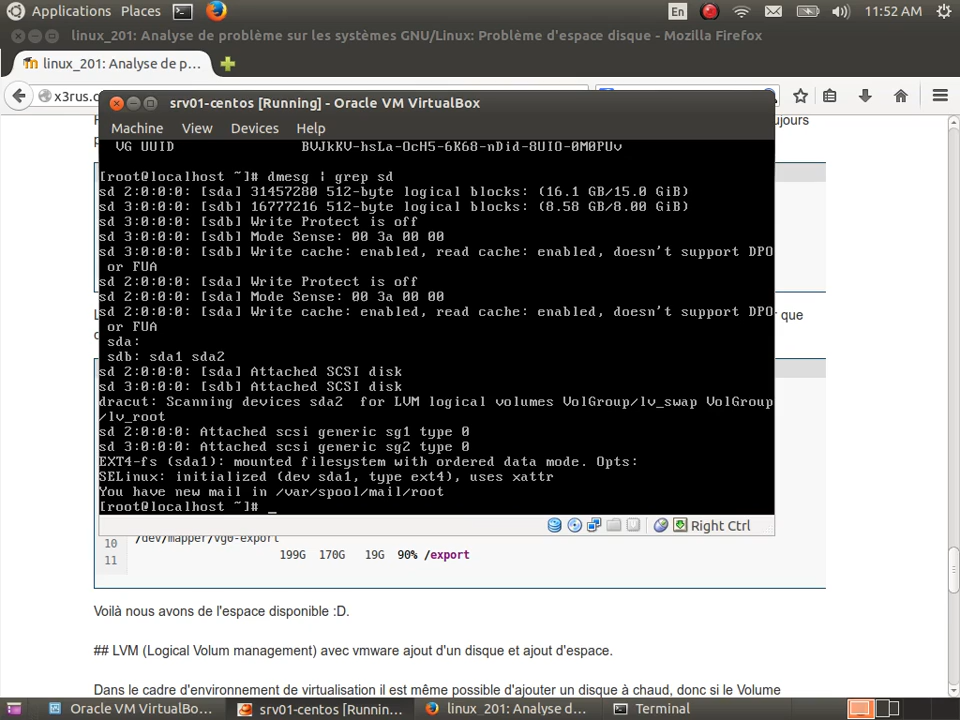 Applications Places En 11:52 AM
linux_201: Analyse de problème sur les systèmes GNU/Linux: Problème d'espace disque - Mozilla Firefox
linux_201: Analyse de p...
x3rus.
srv01-centos [Running] - Oracle VM VirtualBox
Machine View Devices Help
VG UUID BVJkKV-hsLa-OcH5-6K68-nDid-8UIO-0M0PUv
[root@localhost ~]# dmesg | grep sd
sd 2:0:0:0: [sda] 31457280 512-byte logical blocks: (16.1 GB/15.0 GiB)
sd 3:0:0:0: [sdb] 16777216 512-byte logical blocks: (8.58 GB/8.00 GiB)
sd 3:0:0:0: [sdb] Write Protect is off
sd 3:0:0:0: [sdb] Mode Sense: 00 3a 00 00
sd 3:0:0:0: [sdb] Write cache: enabled, read cache: enabled, doesn't support DPO
or FUA
sd 2:0:0:0: [sda] Write Protect is off
sd 2:0:0:0: [sda] Mode Sense: 00 3a 00 00
sd 2:0:0:0: [sda] Write cache: enabled, read cache: enabled, doesn't support DPO
or FUA
sda:
sdb: sda1 sda2
sd 2:0:0:0: [sda] Attached SCSI disk
sd 3:0:0:0: [sdb] Attached SCSI disk
dracut: Scanning devices sda2 for LVM logical volumes VolGroup/lv_swap VolGroup
/lv_root
sd 2:0:0:0: Attached scsi generic sg1 type 0
sd 3:0:0:0: Attached scsi generic sg2 type 0
EXT4-fs (sda1): mounted filesystem with ordered data mode. Opts:
SELinux: initialized (dev sda1, type ext4), uses xattr
You have new mail in /var/spool/mail/root
[root@localhost ~]# _
Right Ctrl
que
10 /dev/mapper/vg0-export
11 199G 170G 19G 90% /export
Voilà nous avons de l'espace disponible :D.
## LVM (Logical Volum management) avec vmware ajout d'un disque et ajout d'espace.
Dans le cadre d'environnement de virtualisation il est même possible d'ajouter un disque à chaud, donc si le Volume
Oracle VM VirtualBo... srv01-centos [Runnin... linux_201: Analyse d... Terminal